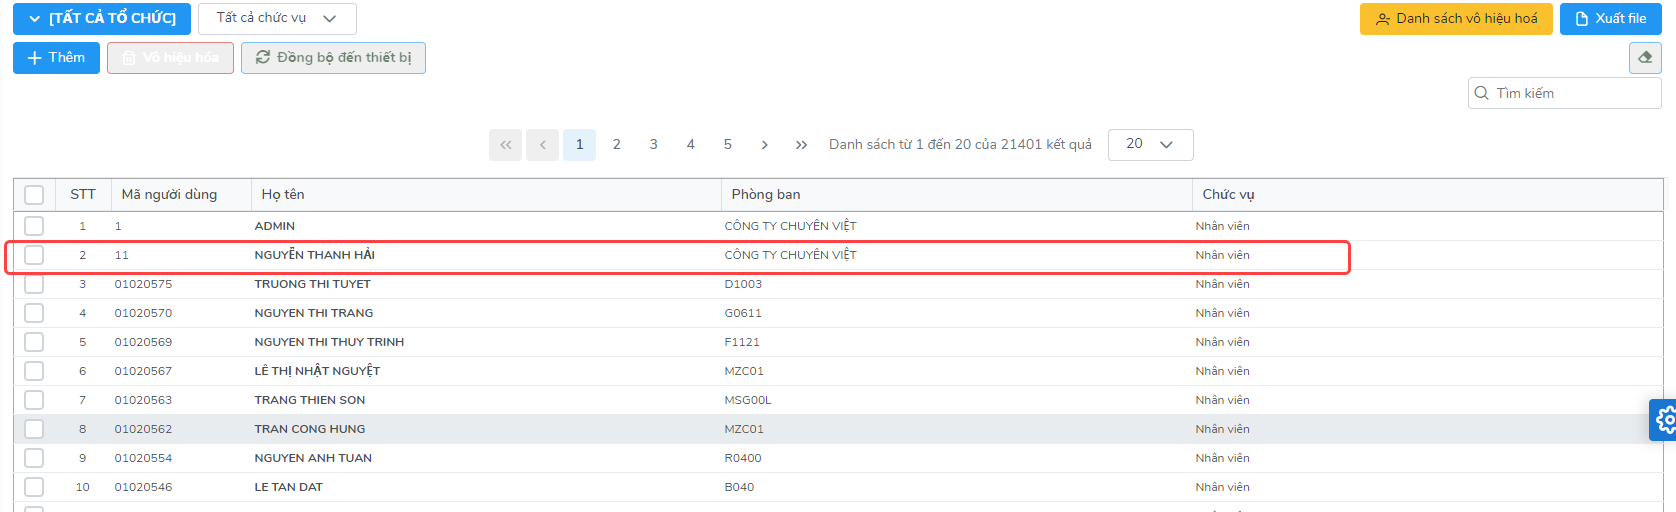 [TẤT CẢ TỔ CHỨC] Tất cả chức vụ Danh sách vô hiệu hoá Xuất file
Thêm Vô hiệu hóa Đồng bộ đến thiết bị
Tìm kiếm
1 2 3 4 5 Danh sách từ 1 đến 20 của 21401 kết quả 20
STT Mã người dùng Họ tên Phòng ban Chức vụ
1 1 ADMIN CÔNG TY CHUYÊN VIỆT Nhân viên
2 11 NGUYỄN THANH HẢI CÔNG TY CHUYÊN VIỆT Nhân viên
3 01020575 TRUONG THI TUYET D1003 Nhân viên
4 01020570 NGUYEN THI TRANG G0611 Nhân viên
5 01020569 NGUYEN THI THUY TRINH F1121 Nhân viên
6 01020567 LÊ THỊ NHẬT NGUYỆT MZC01 Nhân viên
7 01020563 TRANG THIEN SON MSG00L Nhân viên
8 01020562 TRAN CONG HUNG MZC01 Nhân viên
9 01020554 NGUYEN ANH TUAN R0400 Nhân viên
10 01020546 LE TAN DAT B040 Nhân viên